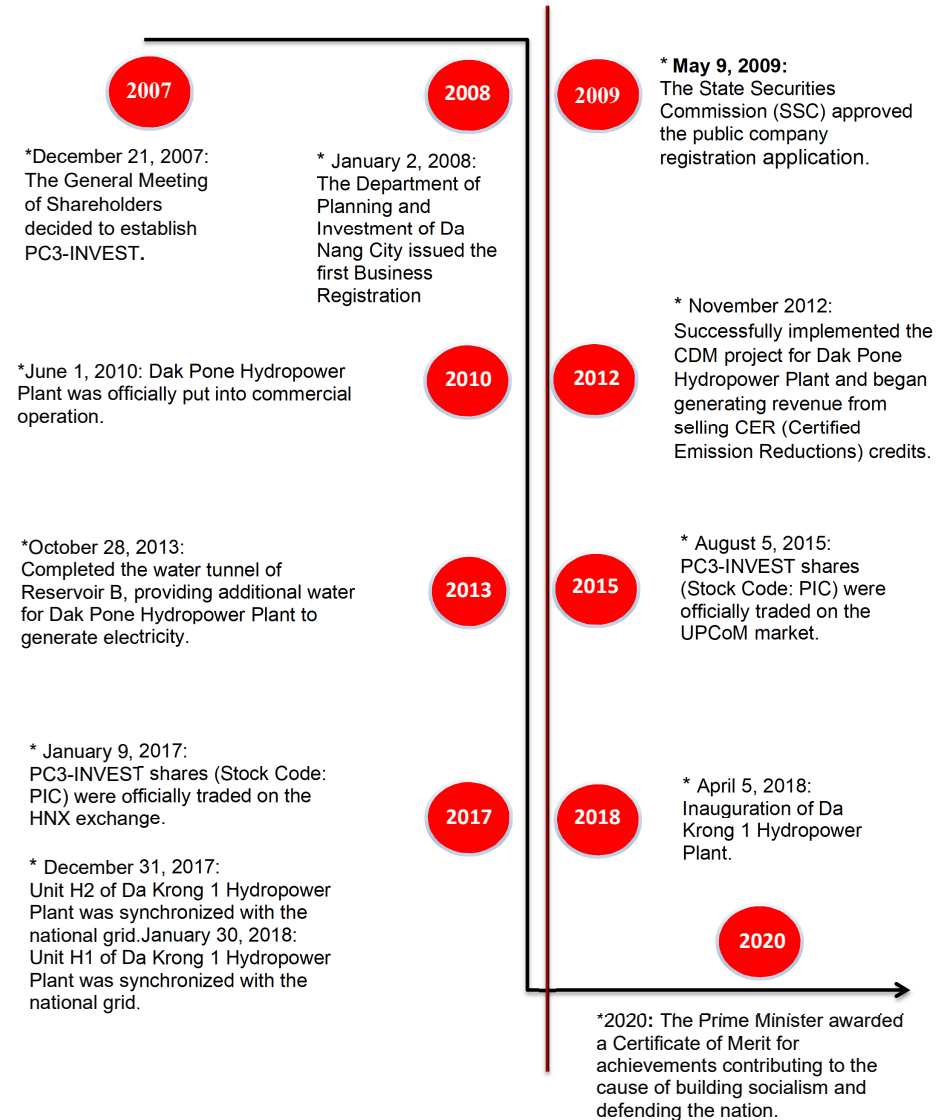 2007
*December 21, 2007:
The General Meeting
of Shareholders
decided to establish
PC3-INVEST.
2008
* January 2, 2008:
The Department of
Planning and
Investment of Da
Nang City issued the
first Business
Registration
2009
* May 9, 2009:
The State Securities
Commission (SSC) approved
the public company
registration application.
2010
*June 1, 2010: Dak Pone Hydropower
Plant was officially put into commercial
operation.
2012
* November 2012:
Successfully implemented the
CDM project for Dak Pone
Hydropower Plant and began
generating revenue from
selling CER (Certified
Emission Reductions) credits.
2013
*October 28, 2013:
Completed the water tunnel of
Reservoir B, providing additional water
for Dak Pone Hydropower Plant to
generate electricity.
2015
* August 5, 2015:
PC3-INVEST shares
(Stock Code: PIC) were
officially traded on the
UPCoM market.
2017
* January 9, 2017:
PC3-INVEST shares (Stock Code:
PIC) were officially traded on the
HNX exchange.
* December 31, 2017:
Unit H2 of Da Krong 1 Hydropower
Plant was synchronized with the
national grid.January 30, 2018:
Unit H1 of Da Krong 1 Hydropower
Plant was synchronized with the
national grid.
2018
* April 5, 2018:
Inauguration of Da
Krong 1 Hydropower
Plant.
2020
*2020: The Prime Minister awarded
a Certificate of Merit for
achievements contributing to the
cause of building socialism and
defending the nation.